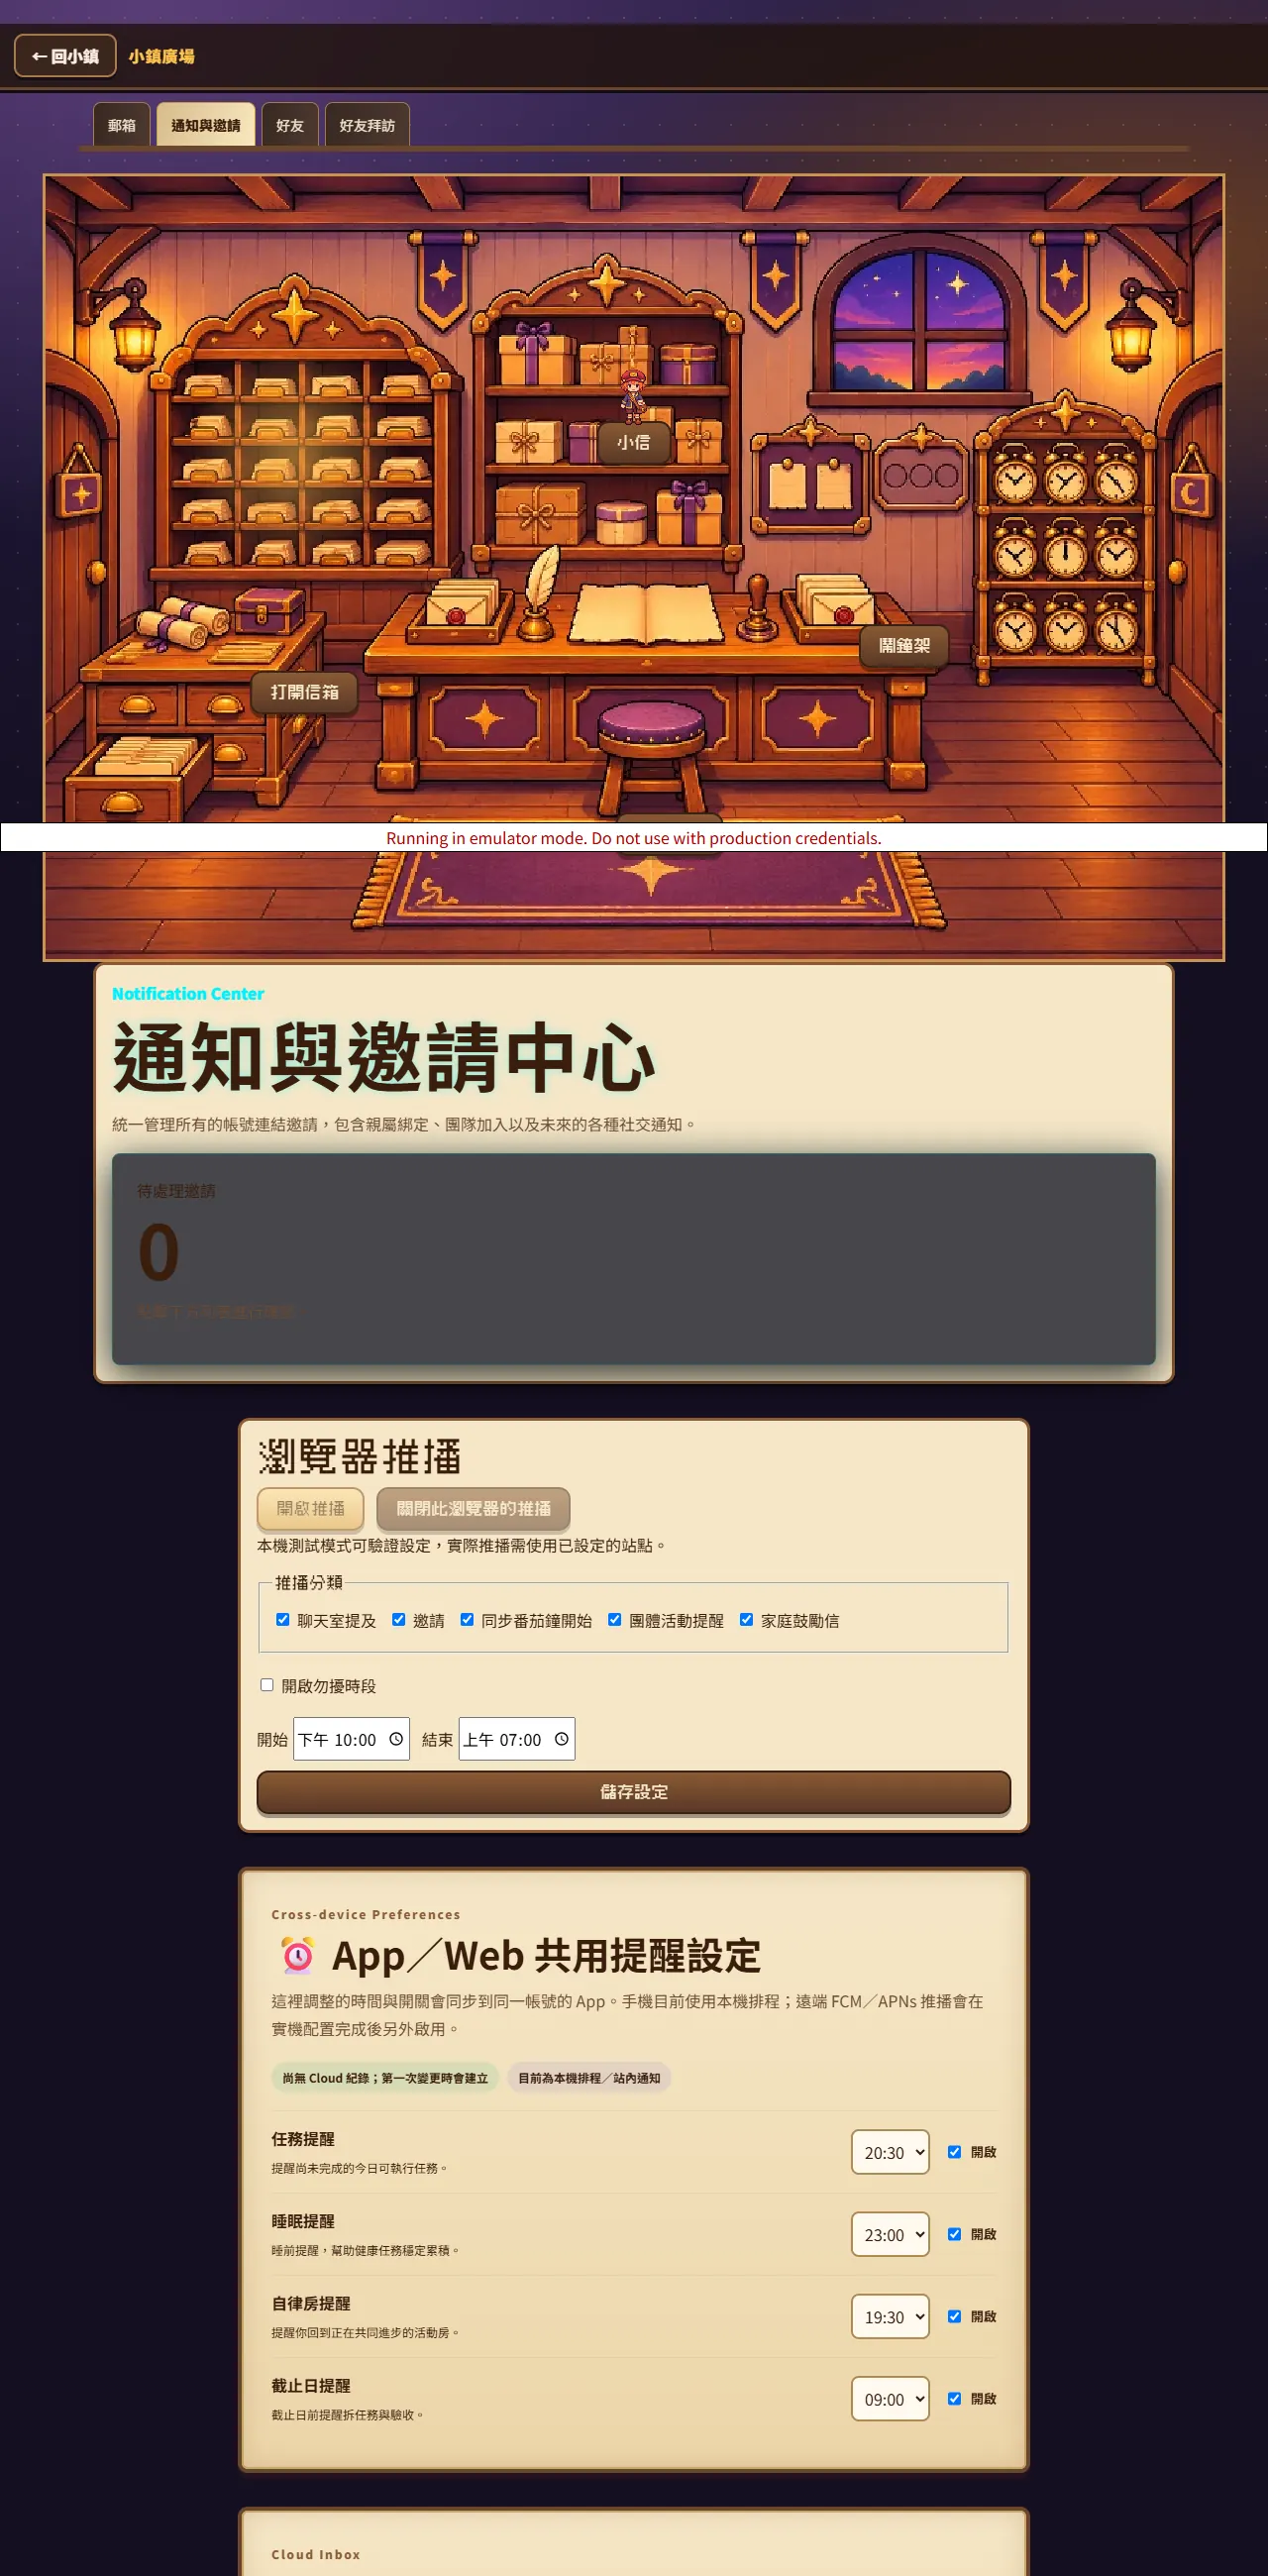 ← 回小鎮
小鎮廣場
郵箱
通知與邀請
好友
好友拜訪
小信
鬧鐘架
打開信箱
Running in emulator mode. Do not use with production credentials.
Notification Center
通知與邀請中心
統一管理所有的帳號連結邀請，包含親屬綁定、團隊加入以及未來的各種社交通知。
待處理邀請
0
瀏覽器推播
開啟推播
關閉此瀏覽器的推播
本機測試模式可驗證設定，實際推播需使用已設定的站點。
推播分類
聊天室提及 邀請 同步番茄鐘開始 團體活動提醒 家庭鼓勵信
開啟勿擾時段
開始 下午 10:00 結束 上午 07:00
儲存設定
Cross-device Preferences
⏰ App／Web 共用提醒設定
這裡調整的時間與開關會同步到同一帳號的 App。手機目前使用本機排程；遠端 FCM／APNs 推播會在
實機配置完成後另外啟用。
尚無 Cloud 紀錄；第一次變更時會建立
目前為本機排程／站內通知
任務提醒
提醒尚未完成的今日可執行任務。
20:30 開啟
睡眠提醒
睡前提醒，幫助健康任務穩定累積。
23:00 開啟
自律房提醒
提醒你回到正在共同進步的活動房。
19:30 開啟
截止日提醒
截止日前提醒拆任務與驗收。
09:00 開啟
Cloud Inbox